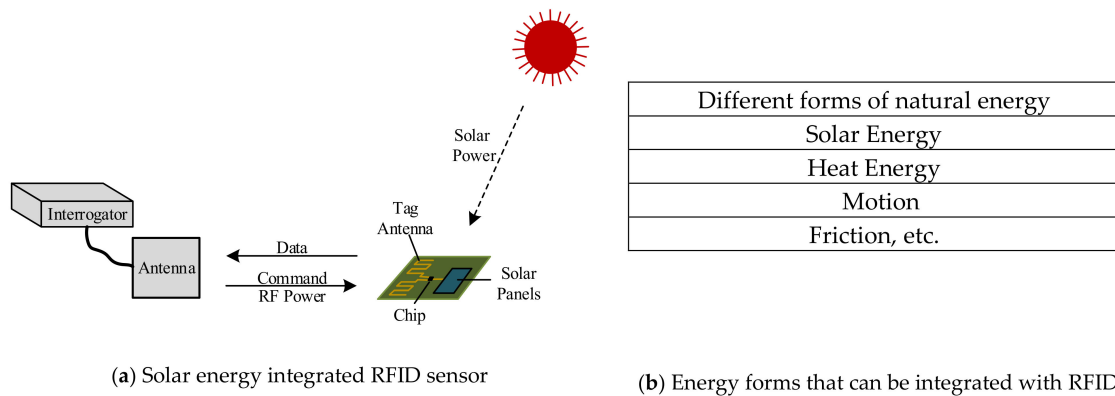 Solar
Power
Interrogator
Antenna
Data
Command
RF Power
Tag
Antenna
Chip
Solar
Panels
(a) Solar energy integrated RFID sensor
Different forms of natural energy
Solar Energy
Heat Energy
Motion
Friction, etc.
(b) Energy forms that can be integrated with RFID